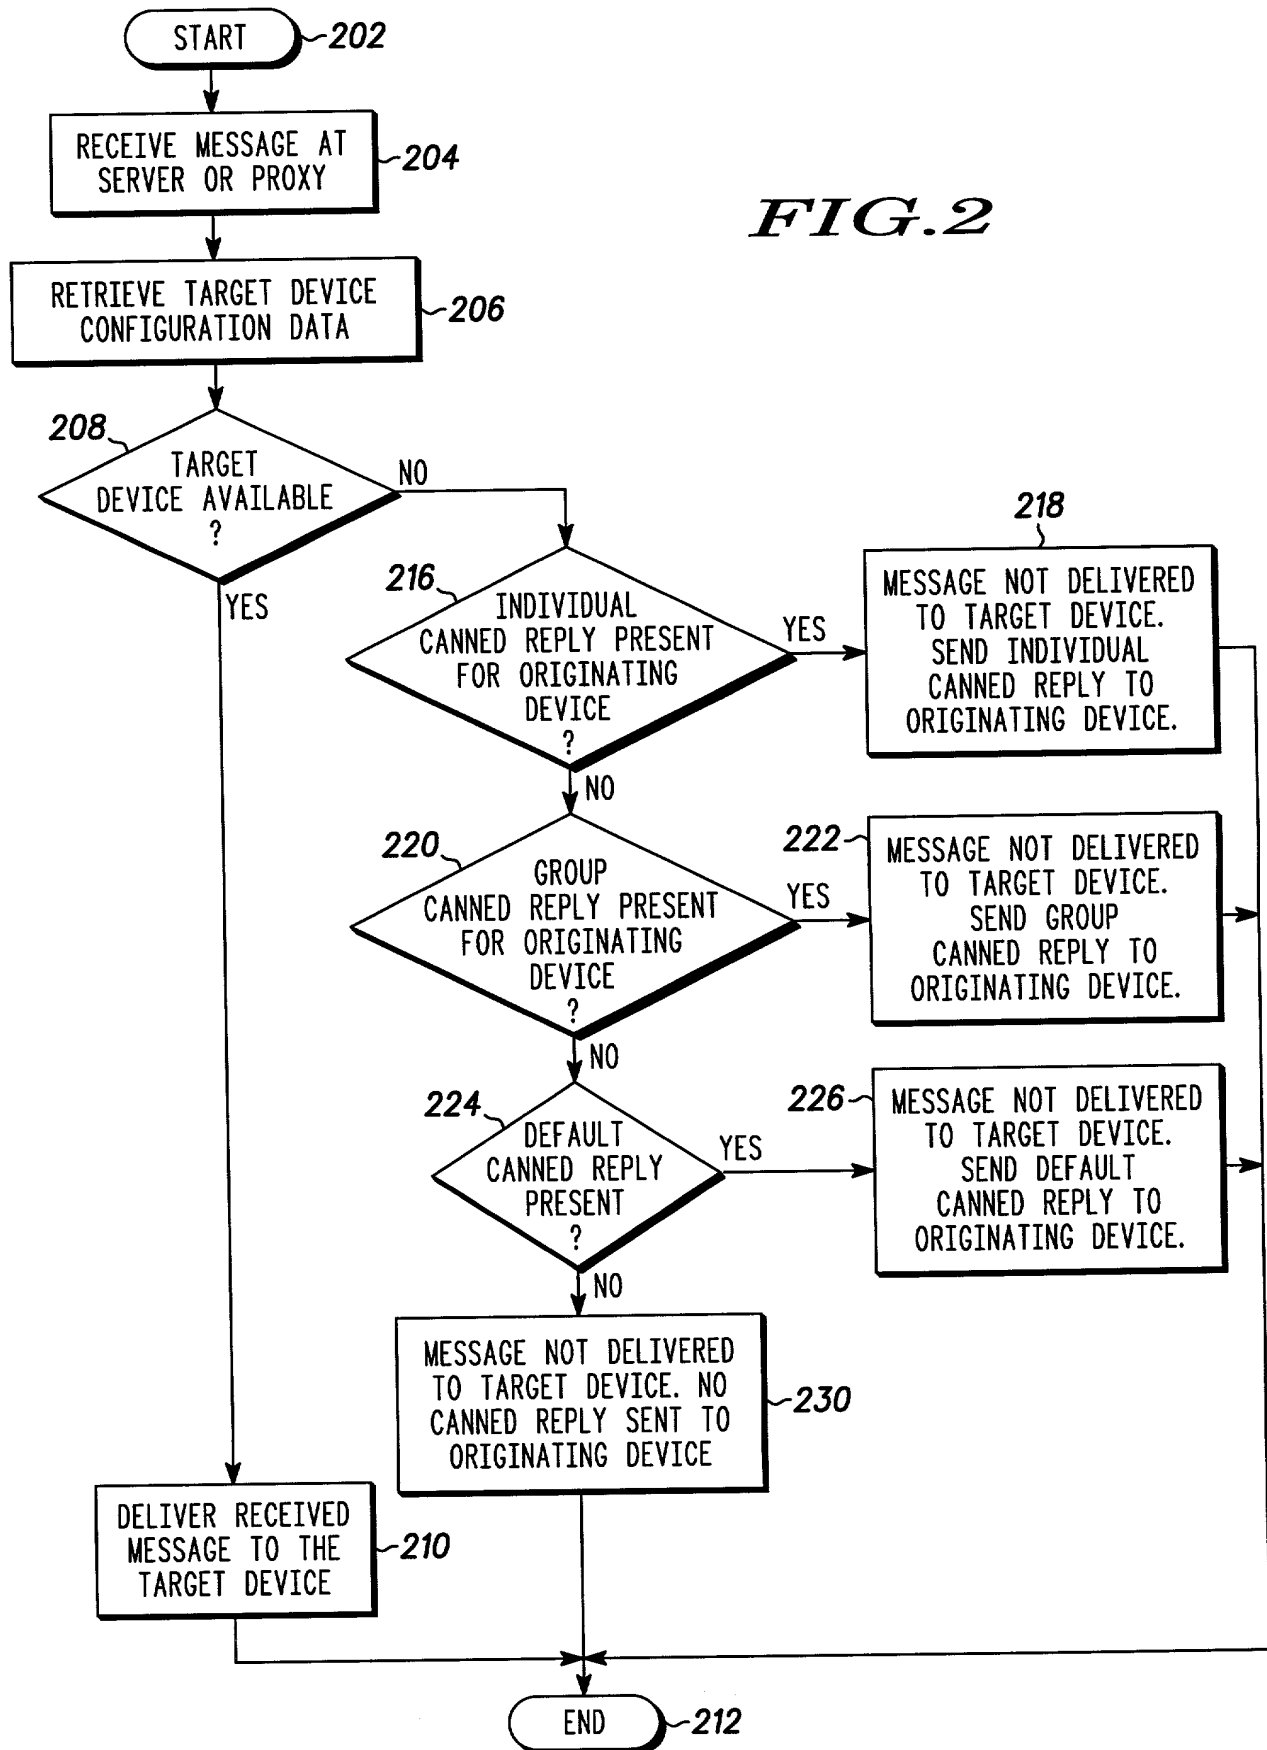 START
202
RECEIVE MESSAGE AT
SERVER OR PROXY
204
FIG.2
RETRIEVE TARGET DEVICE
CONFIGURATION DATA
206
208
TARGET
DEVICE AVAILABLE
?
NO
YES
216
INDIVIDUAL
CANNED REPLY PRESENT
FOR ORIGINATING
DEVICE
?
YES
NO
218
MESSAGE NOT DELIVERED
TO TARGET DEVICE.
SEND INDIVIDUAL
CANNED REPLY TO
ORIGINATING DEVICE.
220
GROUP
CANNED REPLY PRESENT
FOR ORIGINATING
DEVICE
?
YES
NO
222
MESSAGE NOT DELIVERED
TO TARGET DEVICE.
SEND GROUP
CANNED REPLY TO
ORIGINATING DEVICE.
224
DEFAULT
CANNED REPLY
PRESENT
?
YES
NO
226
MESSAGE NOT DELIVERED
TO TARGET DEVICE.
SEND DEFAULT
CANNED REPLY TO
ORIGINATING DEVICE.
MESSAGE NOT DELIVERED
TO TARGET DEVICE. NO
CANNED REPLY SENT TO
ORIGINATING DEVICE
230
DELIVER RECEIVED
MESSAGE TO THE
TARGET DEVICE
210
END
212